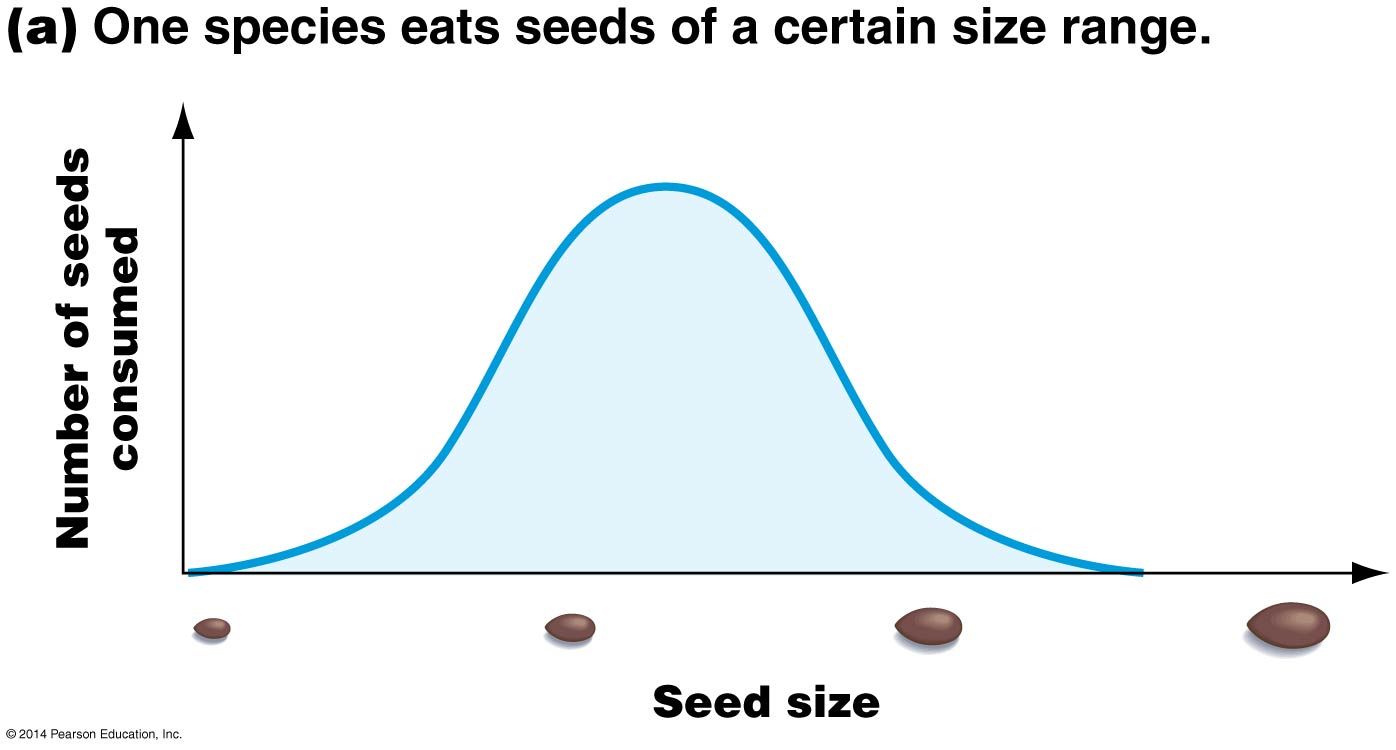 (a) One species eats seeds of a certain size range.
Number of seeds
consumed
Seed size
© 2014 Pearson Education, Inc.